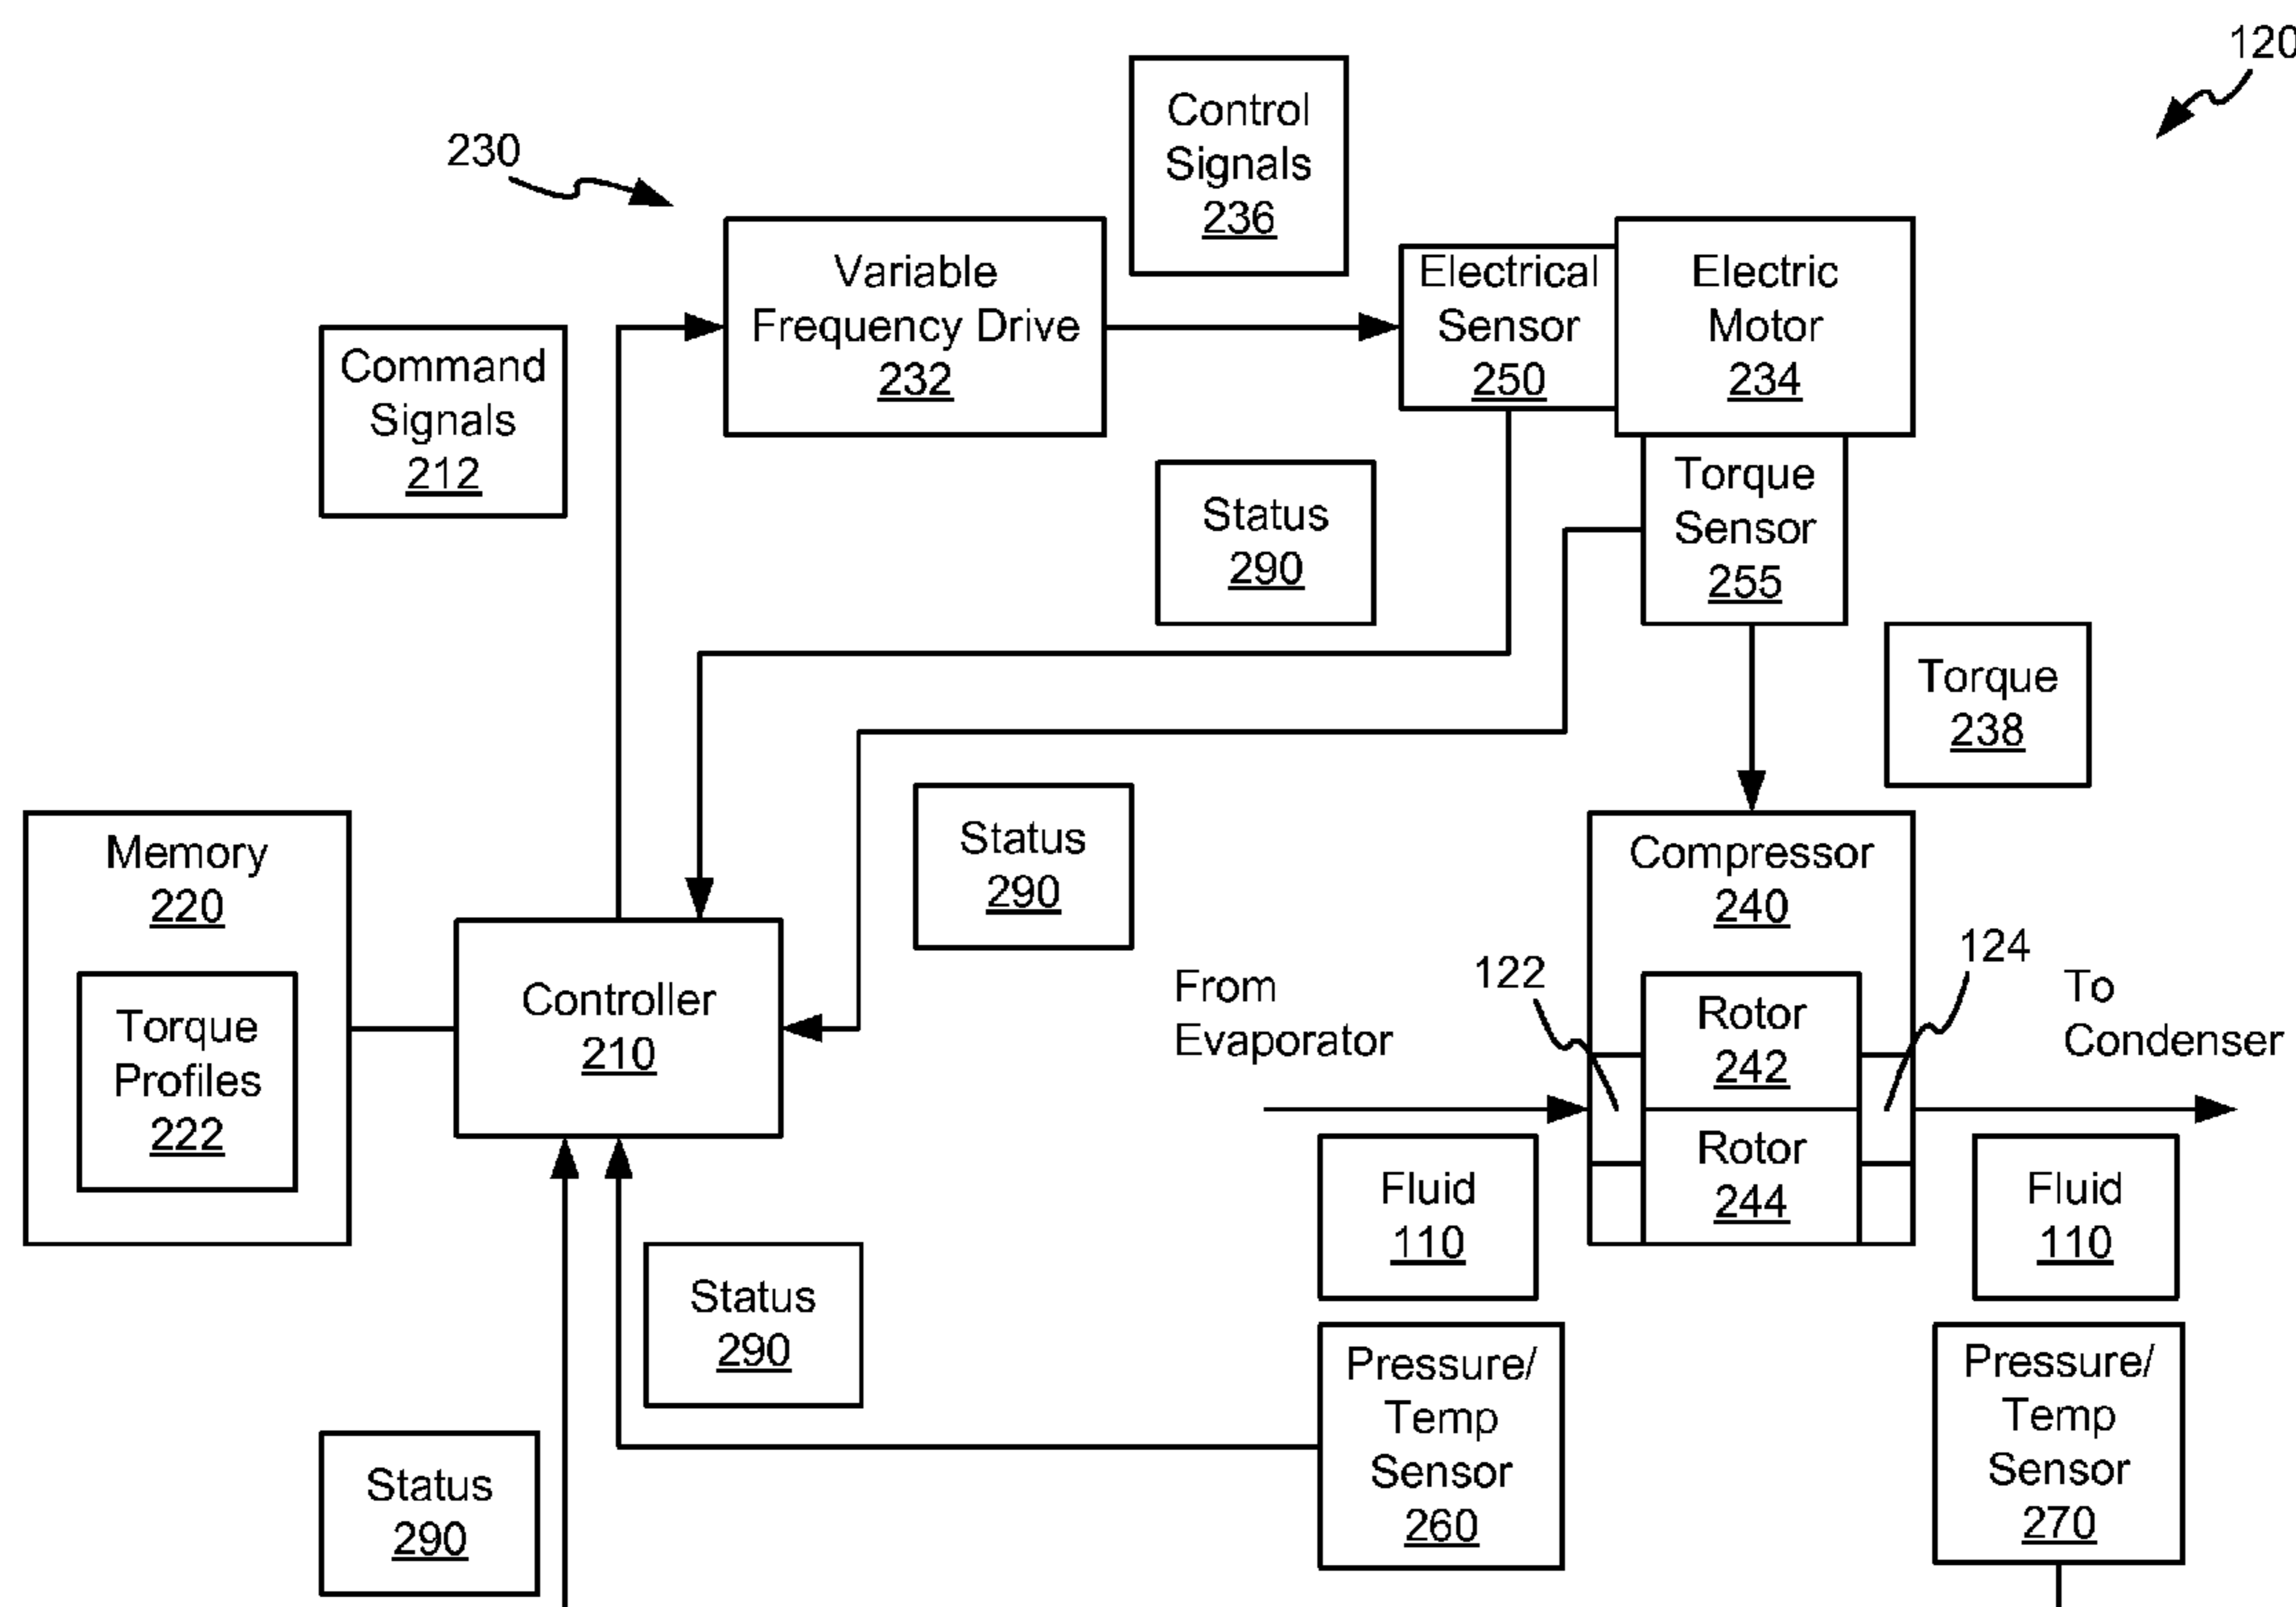 120
230
Control
Signals
236
Variable
Frequency Drive
232
Electrical
Sensor
250
Electric
Motor
234
Command
Signals
212
Status
290
Torque
Sensor
255
Torque
238
Memory
220
Torque
Profiles
222
Controller
210
Status
290
Compressor
240
From
Evaporator
122
Rotor
242
124
To
Condenser
Rotor
244
Fluid
110
Fluid
110
Status
290
Pressure/
Temp
Sensor
260
Pressure/
Temp
Sensor
270
Status
290